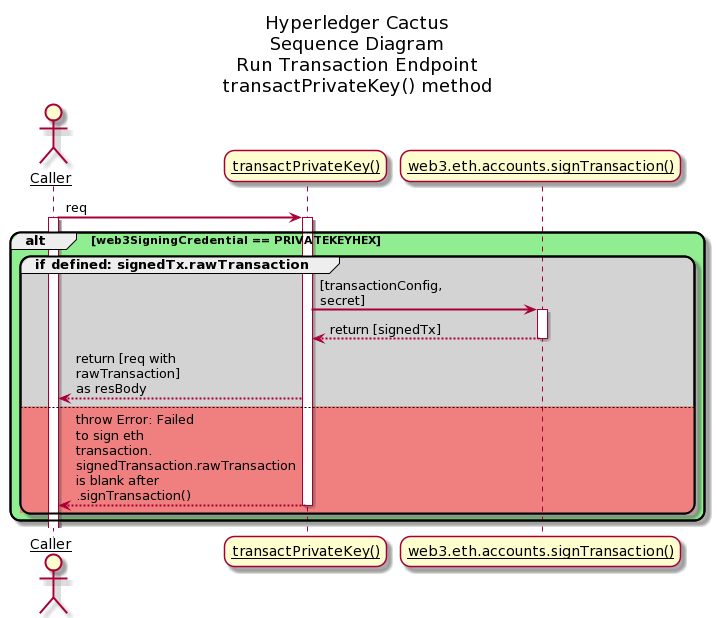 Hyperledger Cactus
Sequence Diagram
Run Transaction Endpoint
transactPrivateKey() method
Caller
transactPrivateKey()
web3.eth.accounts.signTransaction()
req
alt
[web3SigningCredential == PRIVATEKEYHEX]
if defined: signedTx.rawTransaction
[transactionConfig,
secret]
return [signedTx]
return [req with
rawTransaction]
as resBody
throw Error: Failed
to sign eth
transaction.
signedTransaction.rawTransaction
is blank after
.signTransaction()
Caller
transactPrivateKey()
web3.eth.accounts.signTransaction()